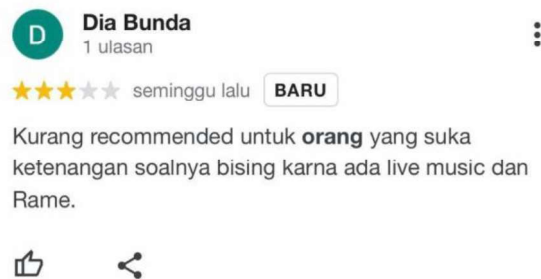 D
Dia Bunda
1 ulasan
seminggu lalu BARU
Kurang recommended untuk orang yang suka
ketenangan soalnya bising karna ada live music dan
Rame.